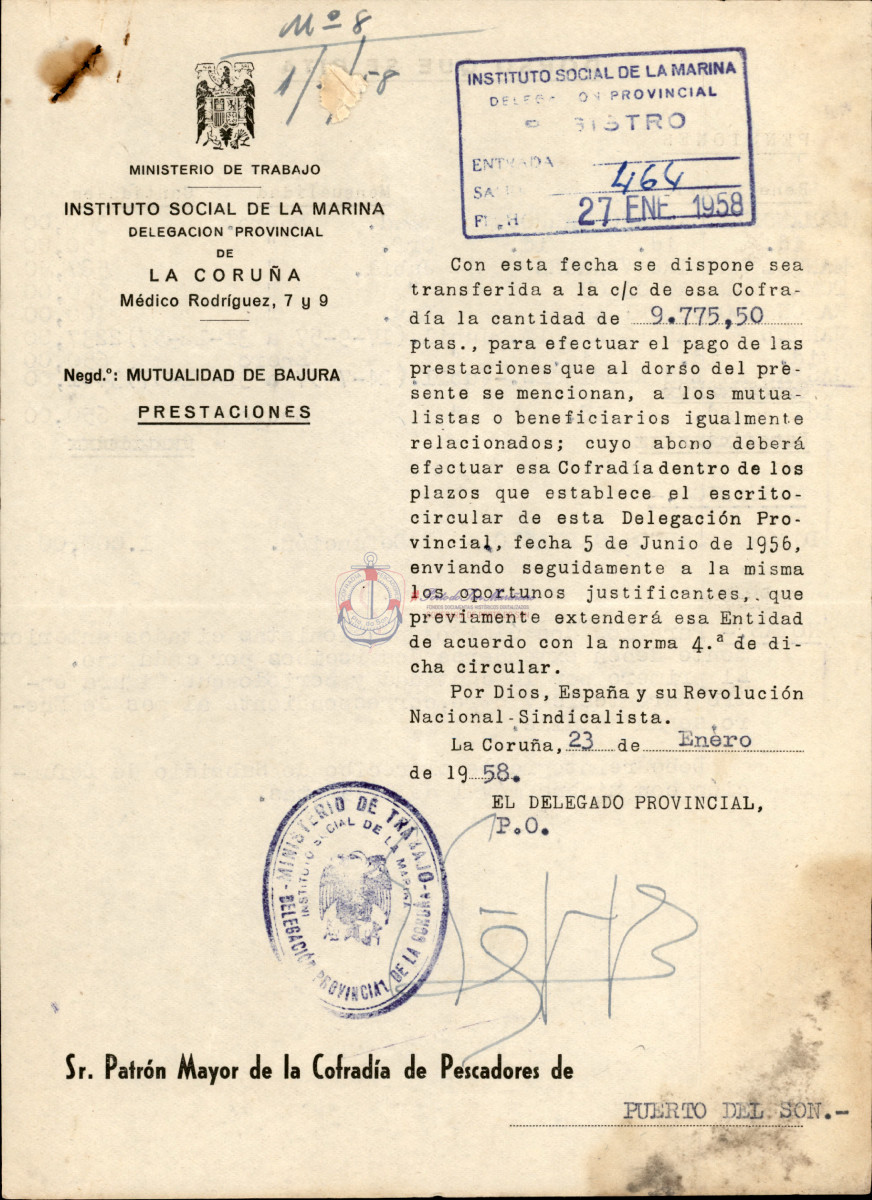 Nº 8
INSTITUTO SOCIAL DE LA MARINA
PROVINCIAL
ENTRADA
464
27 ENE. 1958
MINISTERIO DE TRABAJO
INSTITUTO SOCIAL DE LA MARINA
DELEGACION PROVINCIAL
DE
LA CORUÑA
Médico Rodríguez, 7 y 9
Negd.º: MUTUALIDAD DE BAJURA
PRESTACIONES
Con esta fecha se dispone sea
transferida a la c/c de esa Cofra-
día la cantidad de 9.775,50
ptas., para efectuar el pago de las
prestaciones que al dorso del pre-
sente se mencionan, a los mutua-
listas o beneficiarios igualmente
relacionados; cuyo abono deberá
efectuar esa Cofradía dentro de los
plazos que establece el escrito-
circular de esta Delegación Pro-
vincial, fecha 5 de Junio de 1956,
enviando seguidamente a la misma
los oportunos justificantes, que
previamente extenderá esa Entidad
de acuerdo con la norma 4.ª de di-
cha circular.
Por Dios, España y su Revolución
Nacional-Sindicalista.
La Coruña, 23 de Enero
de 1958.
EL DELEGADO PROVINCIAL,
P.O.
-MINISTERIO DE TRABAJO-
INSTITUTO SOCIAL DE LA MARINA
DELEGACIÓN PROVINCIAL DE LA CORUÑA
Sr. Patrón Mayor de la Cofradía de Pescadores de
PUERTO DEL SON.-